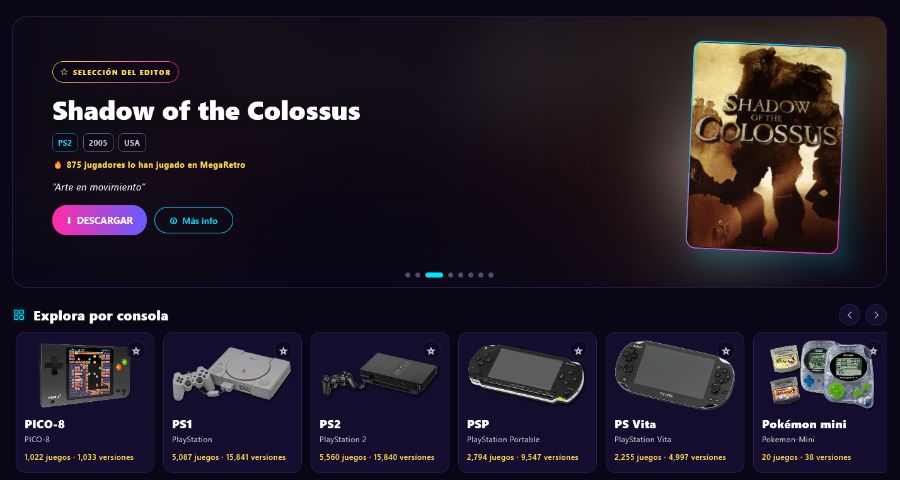 SELECCIÓN DEL EDITOR
Shadow of the Colossus
PS2 2005 USA
875 jugadores lo han jugado en MegaRetro
"Arte en movimiento"
DESCARGAR Más info
SHADOW
OF THE
COLOSSUS
Explora por consola
PICO-8
PICO-8
1,022 juegos · 1,033 versiones
PS1
PlayStation
5,087 juegos · 15,841 versiones
PS2
PlayStation 2
5,560 juegos · 15,840 versiones
PSP
PlayStation Portable
2,794 juegos · 9,547 versiones
PS Vita
PlayStation Vita
2,255 juegos · 4,997 versiones
Pokémon mini
Pokemon-Mini
20 juegos · 38 versiones